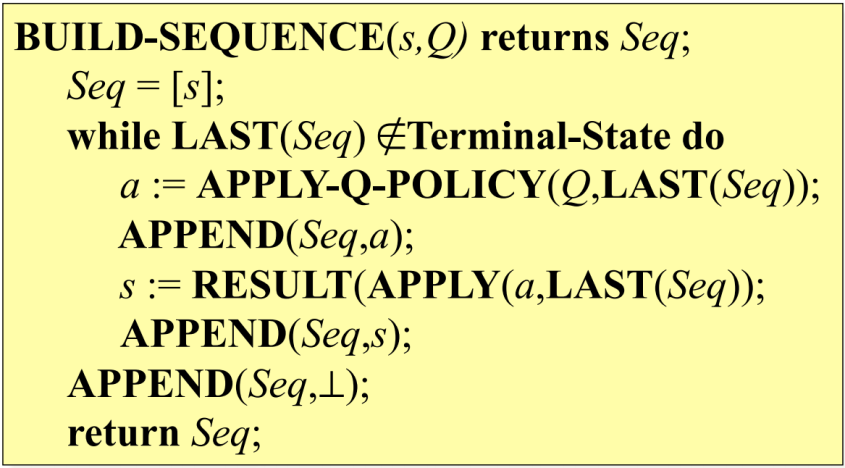 BUILD-SEQUENCE(s,Q) returns Seq;
Seq = [s];
while LAST(Seq) ∉Terminal-State do
a := APPLY-Q-POLICY(Q,LAST(Seq));
APPEND(Seq,a);
s := RESULT(APPLY(a,LAST(Seq));
APPEND(Seq,s);
APPEND(Seq,⊥);
return Seq;